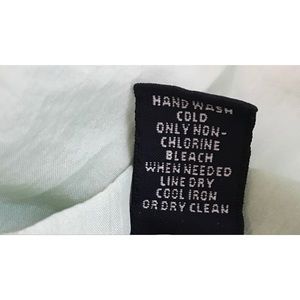 HAND WASH
COLD
ONLY NON-
CHLORINE
BLEACH
WHEN NEEDED
LINE DRY
COOL IRON
OR DRY CLEAN